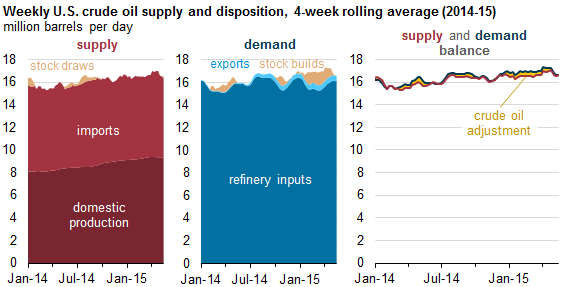 Weekly U.S. crude oil supply and disposition, 4-week rolling average (2014-15)
million barrels per day
supply
18
16
14
12
10
8
6
4
2
0
stock draws
imports
domestic
production
Jan-14
Jul-14
Jan-15
demand
18
16
14
12
10
8
6
4
2
0
exports
stock builds
refinery inputs
Jan-14
Jul-14
Jan-15
supply and demand
balance
18
16
14
12
10
8
6
4
2
0
crude oil
adjustment
Jan-14
Jul-14
Jan-15